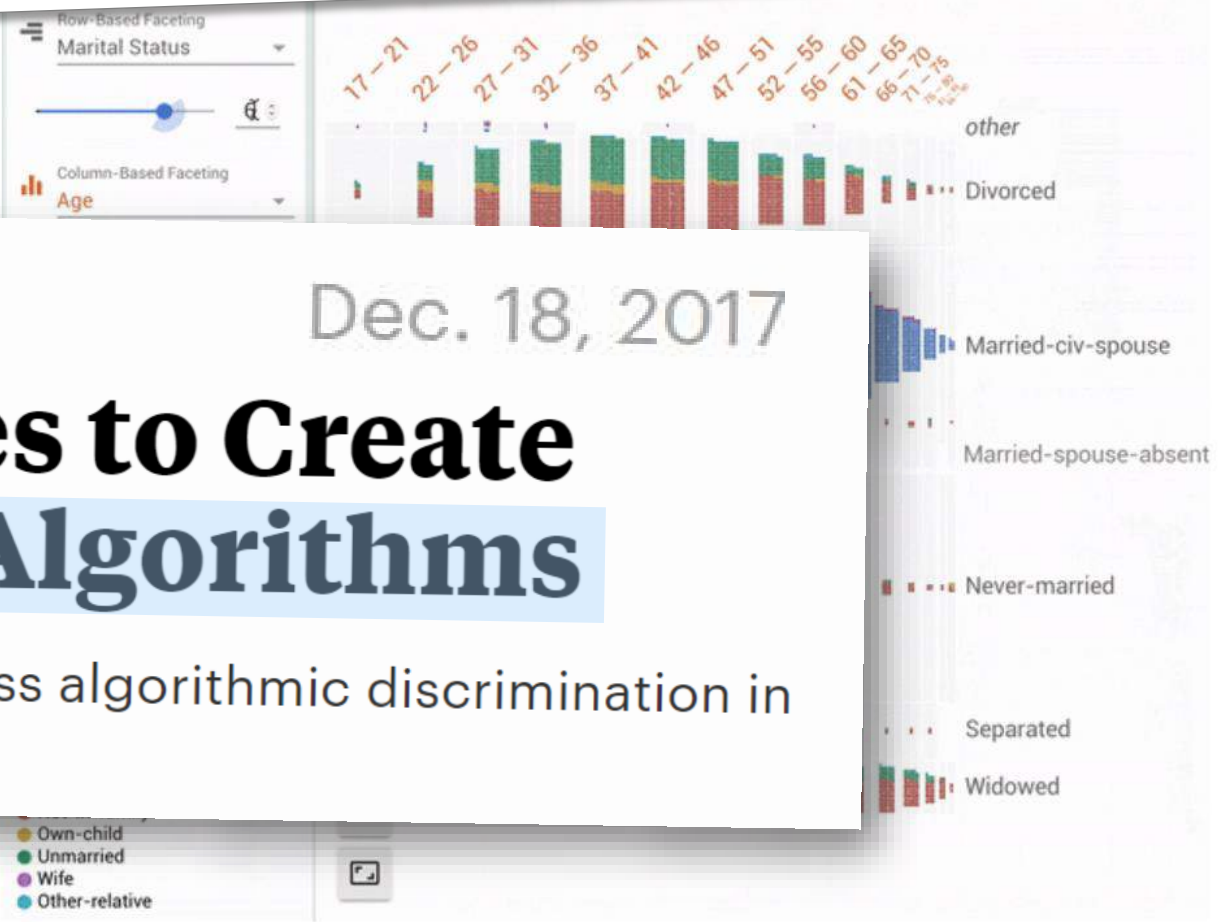 Row-Based Faceting
Marital Status
6
Column-Based Faceting
Age
17 – 21
22 – 26
27 – 31
32 – 36
37 – 41
42 – 46
47 – 51
52 – 55
56 – 60
61 – 65
66 – 70
71 – 75
other
Divorced
Married-civ-spouse
Married-spouse-absent
Never-married
Separated
Widowed
Dec. 18, 2017
es to Create
Algorithms
ss algorithmic discrimination in
Own-child
Unmarried
Wife
Other-relative